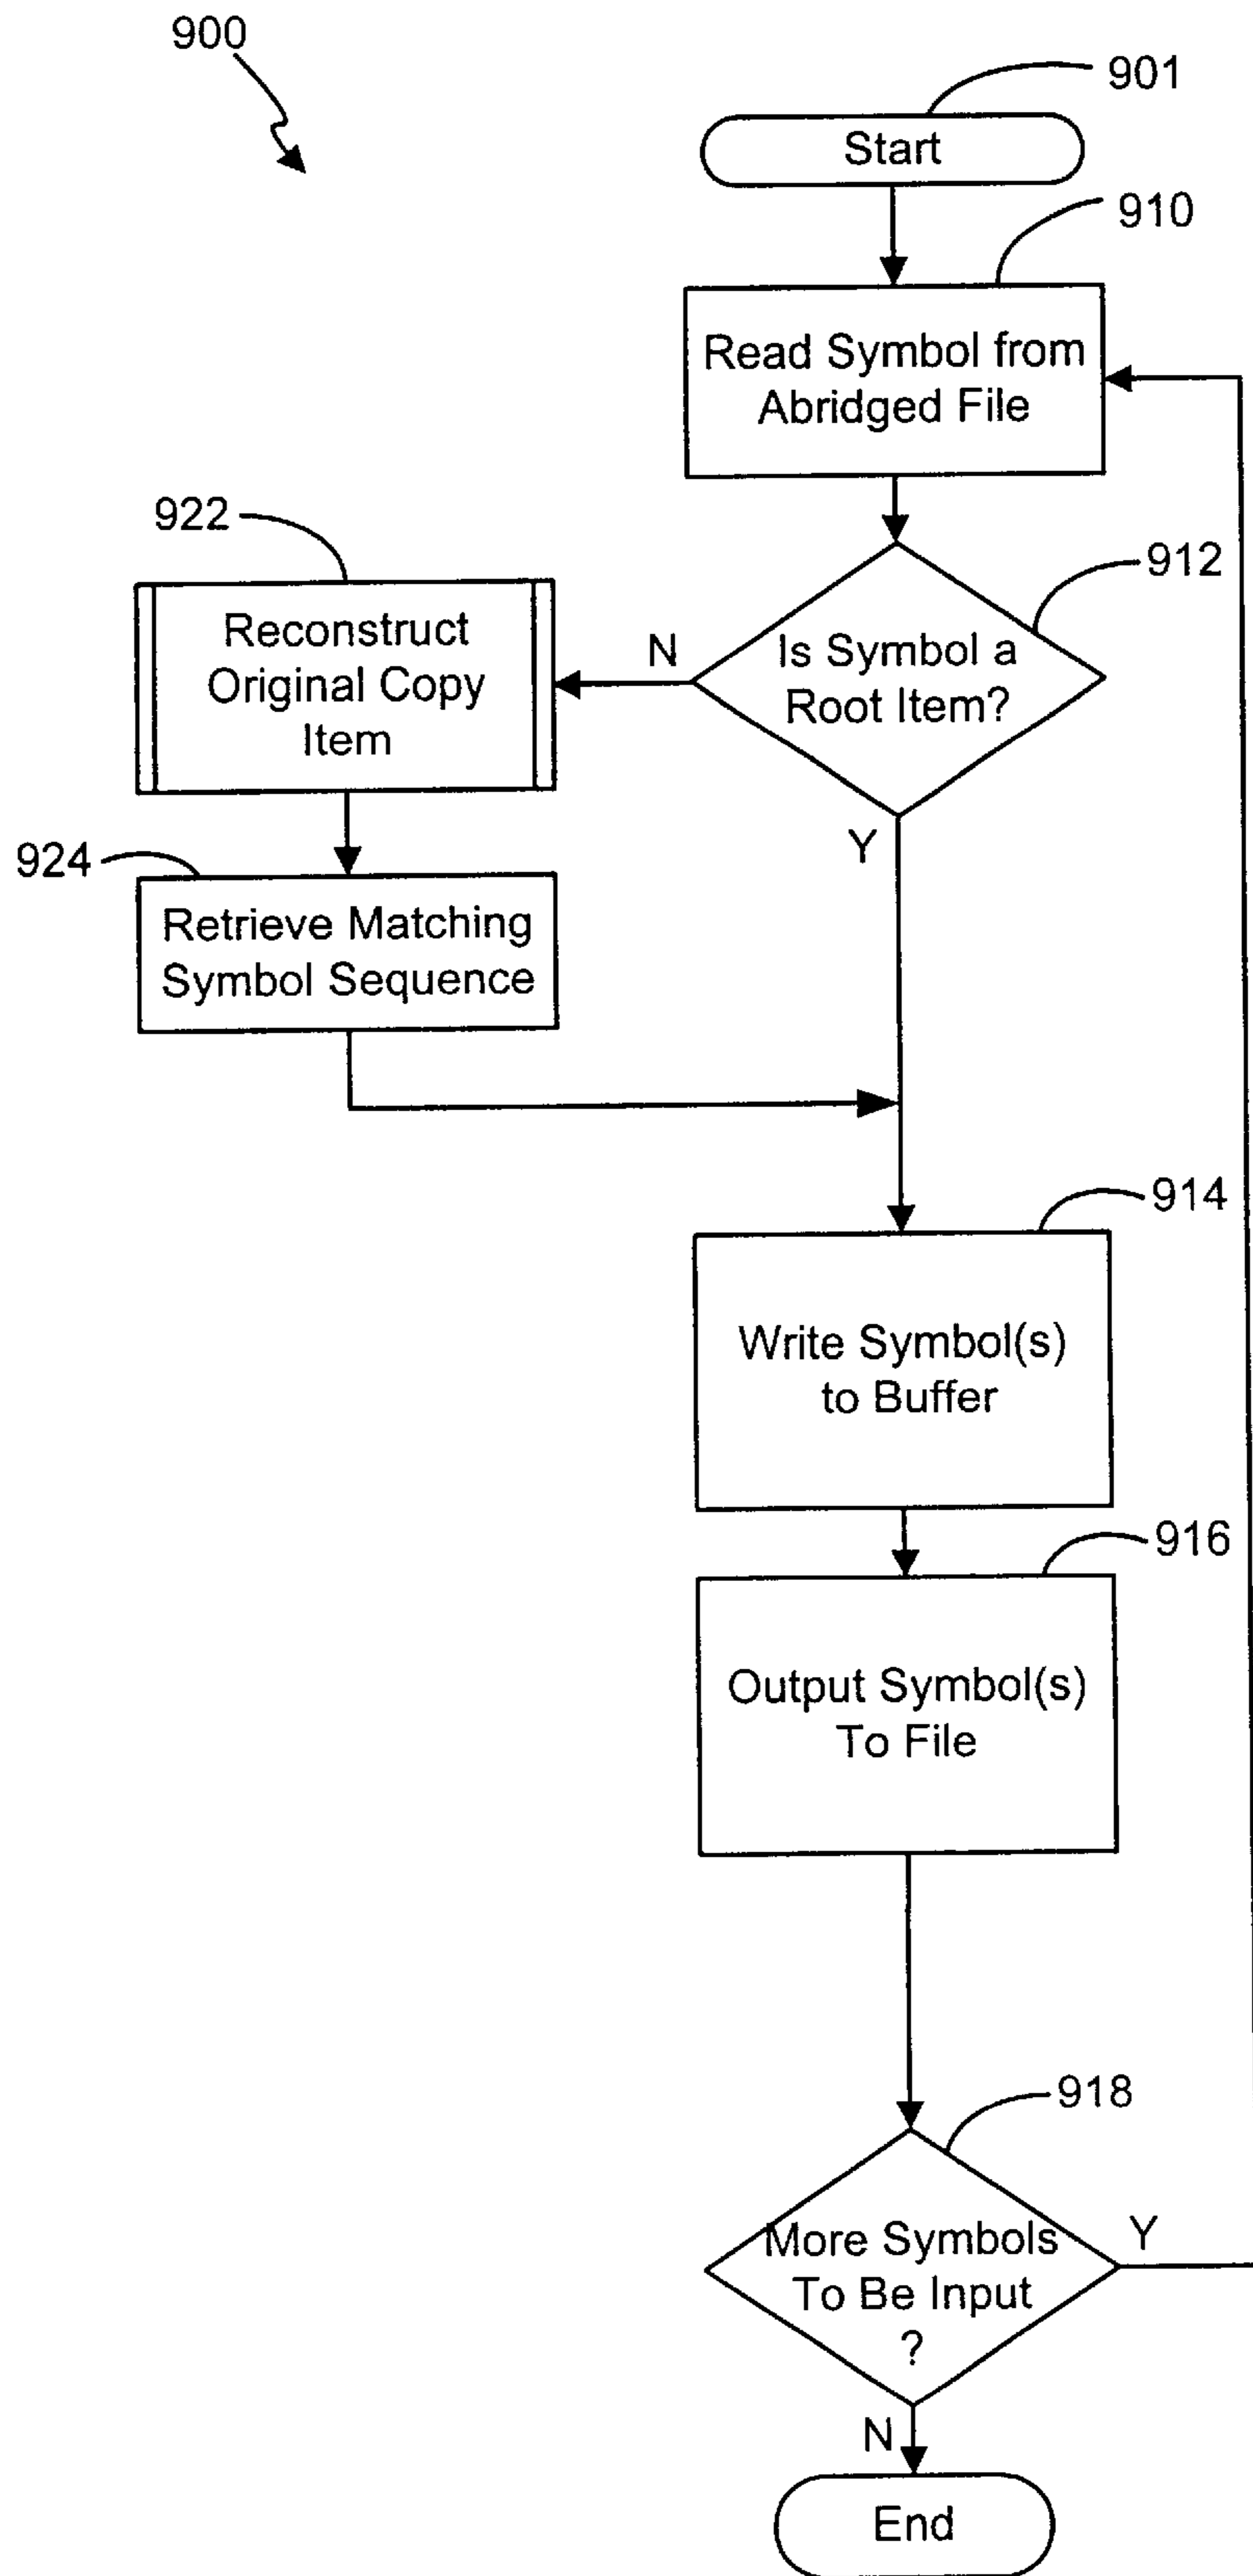 900
901
Start
910
Read Symbol from
Abridged File
922
912
Reconstruct
Original Copy
Item
N
Is Symbol a
Root Item?
Y
924
Retrieve Matching
Symbol Sequence
914
Write Symbol(s)
to Buffer
916
Output Symbol(s)
To File
918
More Symbols
To Be Input
?
Y
N
End